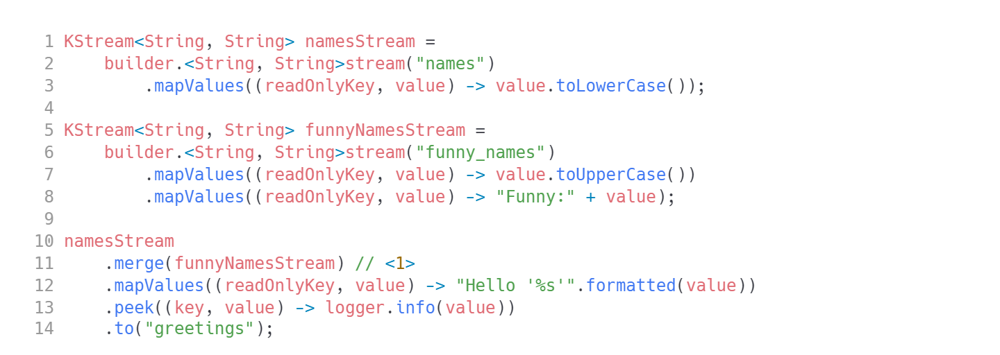 1 KStream<String, String> namesStream =
2     builder.<String, String>stream("names")
3         .mapValues((readOnlyKey, value) -> value.toLowerCase());
4
5 KStream<String, String> funnyNamesStream =
6     builder.<String, String>stream("funny_names")
7         .mapValues((readOnlyKey, value) -> value.toUpperCase())
8         .mapValues((readOnlyKey, value) -> "Funny:" + value);
9
10 namesStream
11     .merge(funnyNamesStream) // <1>
12     .mapValues((readOnlyKey, value) -> "Hello '%s'".formatted(value))
13     .peek((key, value) -> logger.info(value))
14     .to("greetings");